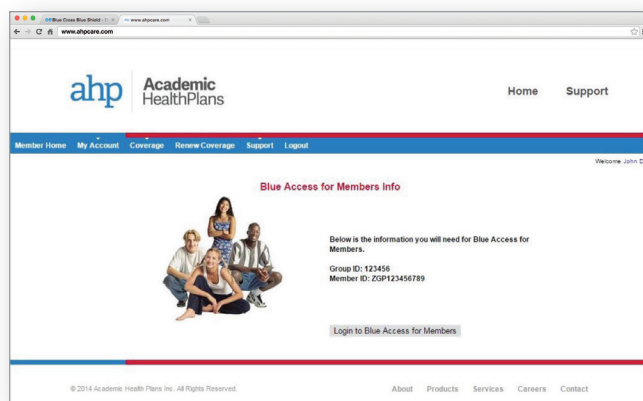 Blue Cross Blue Shield
www.ahpcare.com
www.ahpcare.com
ahp Academic
HealthPlans
Home Support
Member Home My Account Coverage Renew Coverage Support Logout
Welcome John D
Blue Access for Members Info
Below is the information you will need for Blue Access for
Members.
Group ID: 123456
Member ID: ZGP123456789
Login to Blue Access for Members
© 2014 Academic Health Plans Inc. All Rights Reserved.
About Products Services Careers Contact